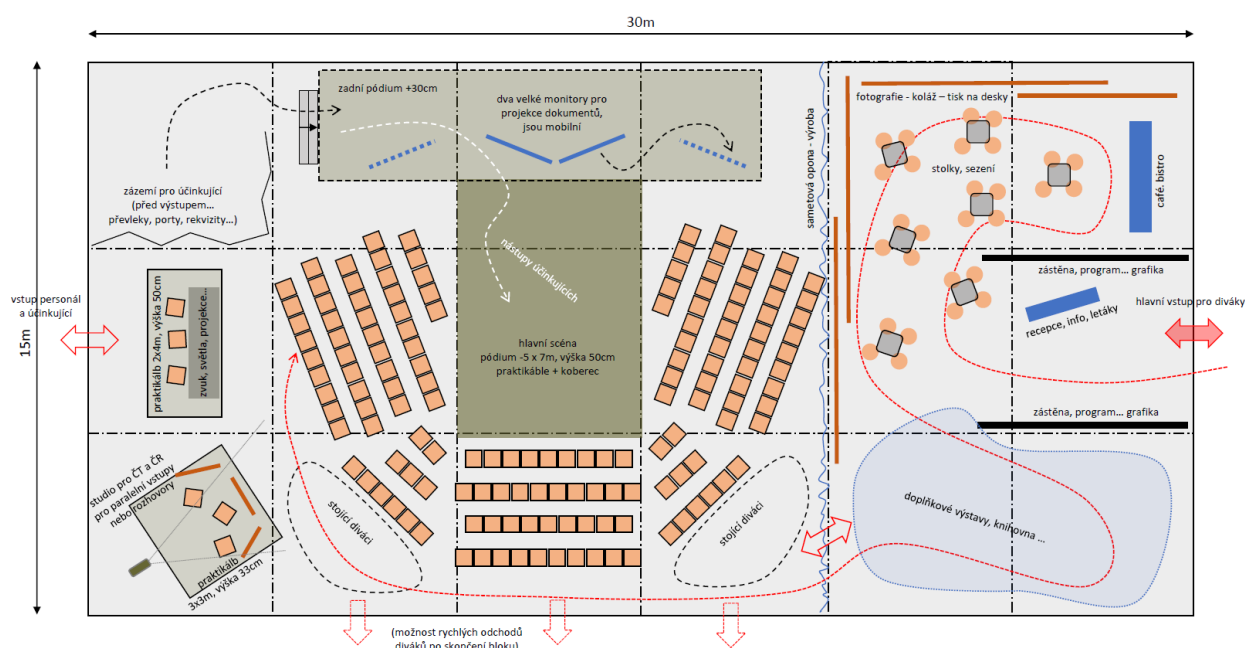 30m
15m
zadní pódium +30cm
dva velké monitory pro
projekce dokumentů,
jsou mobilní
zázemí pro účinkující
(před výstupem…
převleky, porty, rekvizity…)
nástupy účinkujících
hlavní scéna
pódium -5 x 7m, výška 50cm
praktikáble + koberec
vstup personál
a účinkující
praktikálb 2x4m, výška 50cm
zvuk, světla, projekce…
studio pro ČT a ČR
pro paralelní vstupy
nebo rozhovory
praktikálb
3x3m, výška 33cm
stojící diváci
stojící diváci
(možnost rychlých odchodů
diváků po skončení bloku)
sametová opona - výroba
fotografie - koláž – tisk na desky
stolky, sezení
café. bistro
zástěna, program… grafika
recepce, info, letáky
hlavní vstup pro diváky
zástěna, program… grafika
doplňkové výstavy, knihovna …